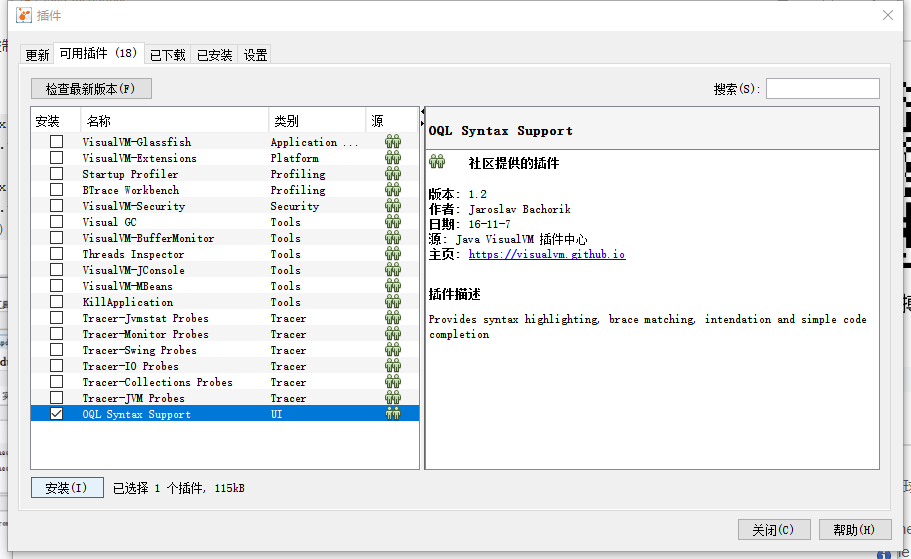 插件
更新 可用插件 (18) 已下载 已安装 设置
检查最新版本(F) 搜索(S):
安装 名称 类别 源
VisualVM-Glassfish Application ...
VisualVM-Extensions Platform
Startup Profiler Profiling
BTrace Workbench Profiling
VisualVM-Security Security
Visual GC Tools
VisualVM-BufferMonitor Tools
Threads Inspector Tools
VisualVM-JConsole Tools
VisualVM-MBeans Tools
KillApplication Tools
Tracer-Jvmstat Probes Tracer
Tracer-Monitor Probes Tracer
Tracer-Swing Probes Tracer
Tracer-IO Probes Tracer
Tracer-Collections Probes Tracer
Tracer-JVM Probes Tracer
OQL Syntax Support UI
OQL Syntax Support
社区提供的插件
版本: 1.2
作者: Jaroslav Bachorik
日期: 16-11-7
源: Java VisualVM 插件中心
主页: https://visualvm.github.io
插件描述
Provides syntax highlighting, brace matching, intendation and simple code
completion
安装(I) 已选择 1 个插件, 115kB
关闭(C) 帮助(H)